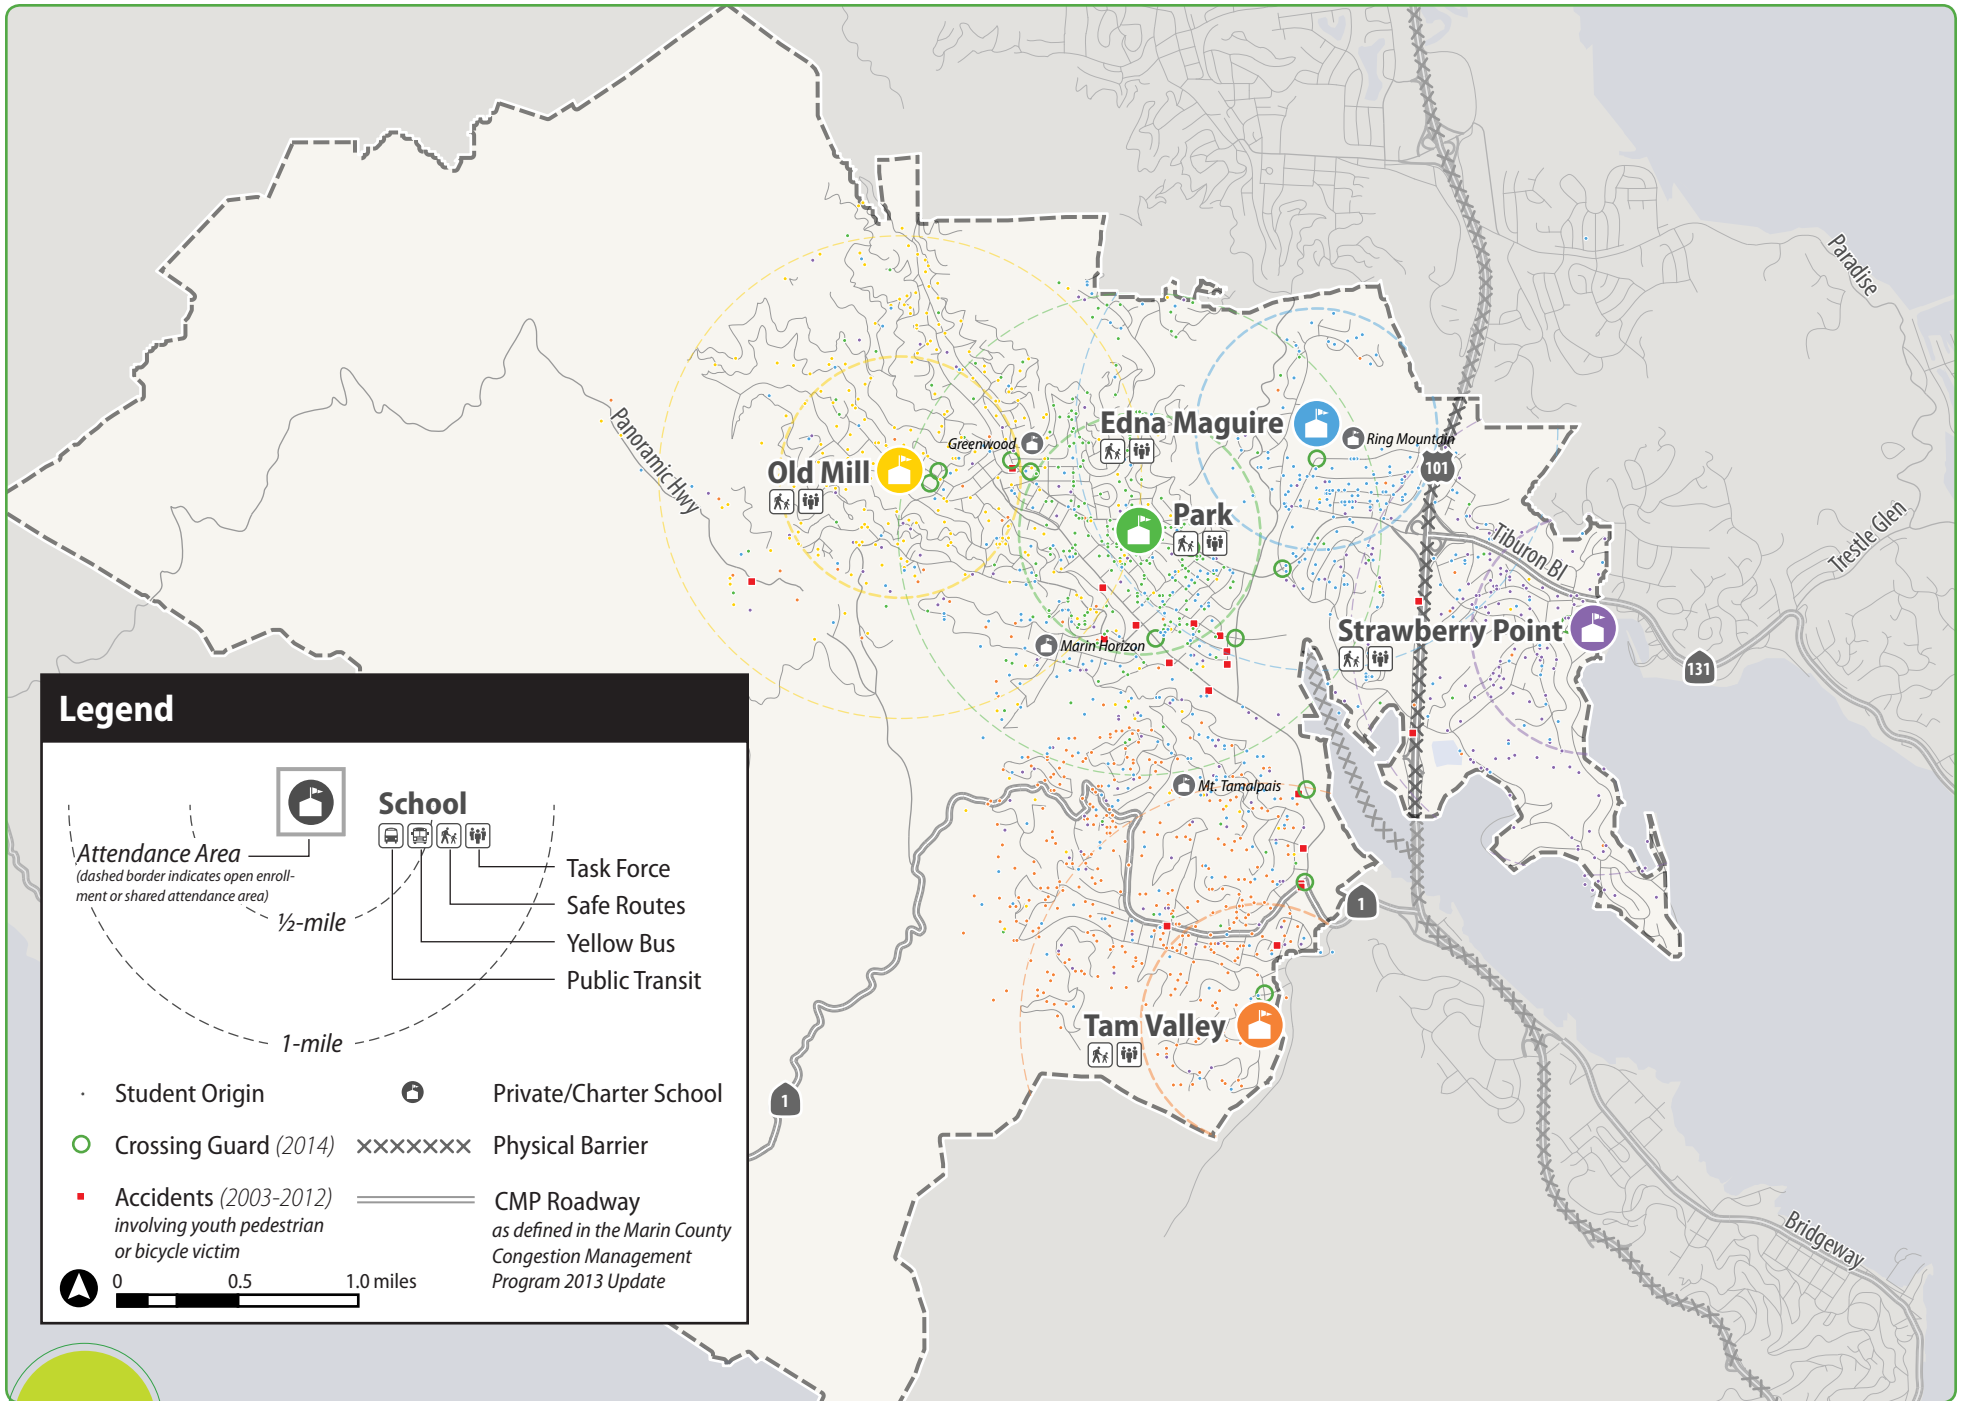 Paradise
Panoramic Hwy
Greenwood
Edna Maguire
Ring Mountain
101
Old Mill
Park
Tiburon Bl
Trestle Glen
Strawberry Point
Marin Horizon
131
Mt. Tamalpais
1
Tam Valley
1
Bridgeway
Legend
School
Attendance Area
(dashed border indicates open enroll-
ment or shared attendance area)
½-mile
1-mile
Task Force
Safe Routes
Yellow Bus
Public Transit
Student Origin
Private/Charter School
Crossing Guard (2014)
Physical Barrier
Accidents (2003-2012)
involving youth pedestrian
or bicycle victim
CMP Roadway
as defined in the Marin County
Congestion Management
Program 2013 Update
0 0.5 1.0 miles